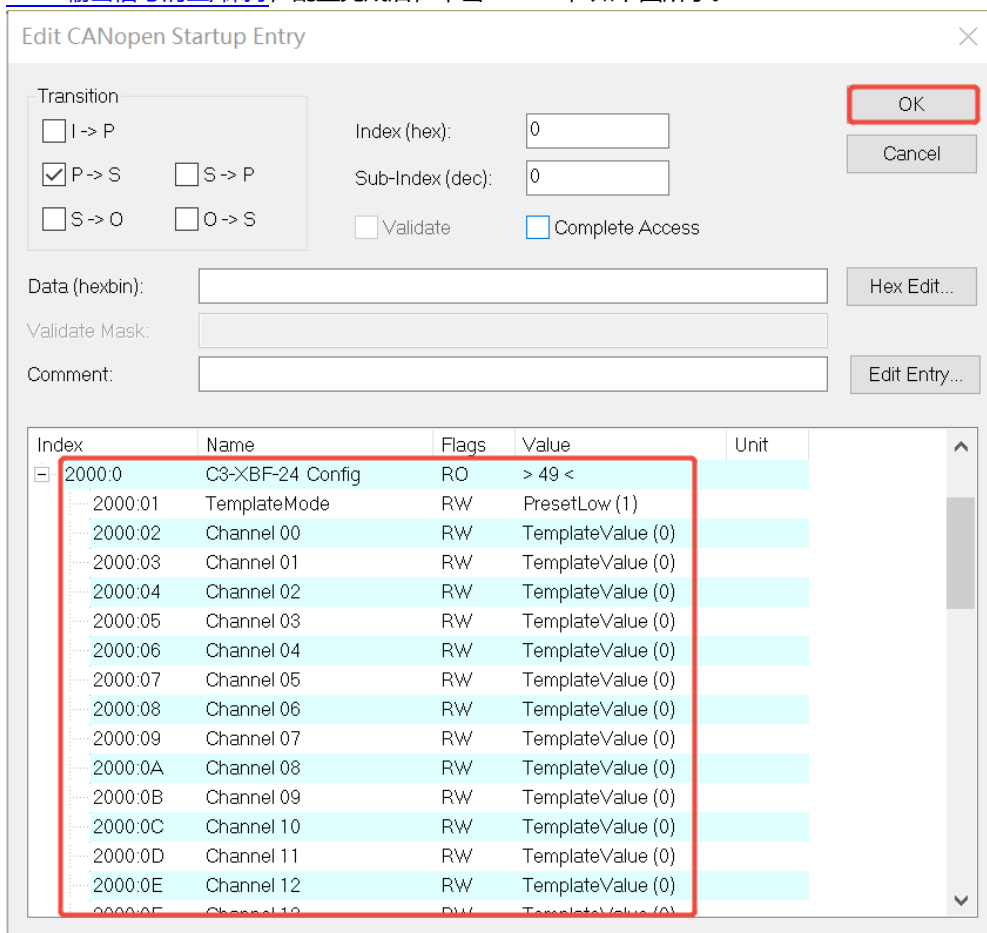 Edit CANopen Startup Entry
Transition
I -> P
P -> S
S -> P
S -> O
O -> S
Index (hex):
0
Sub-Index (dec):
0
Validate
Complete Access
OK
Cancel
Data (hexbin):
Hex Edit...
Validate Mask:
Comment:
Edit Entry...
Index Name Flags Value Unit
2000:0 C3-XBF-24 Config RO > 49 <
2000:01 TemplateMode RW PresetLow (1)
2000:02 Channel 00 RW TemplateValue (0)
2000:03 Channel 01 RW TemplateValue (0)
2000:04 Channel 02 RW TemplateValue (0)
2000:05 Channel 03 RW TemplateValue (0)
2000:06 Channel 04 RW TemplateValue (0)
2000:07 Channel 05 RW TemplateValue (0)
2000:08 Channel 06 RW TemplateValue (0)
2000:09 Channel 07 RW TemplateValue (0)
2000:0A Channel 08 RW TemplateValue (0)
2000:0B Channel 09 RW TemplateValue (0)
2000:0C Channel 10 RW TemplateValue (0)
2000:0D Channel 11 RW TemplateValue (0)
2000:0E Channel 12 RW TemplateValue (0)
2000:0F Channel 13 RW TemplateValue (0)